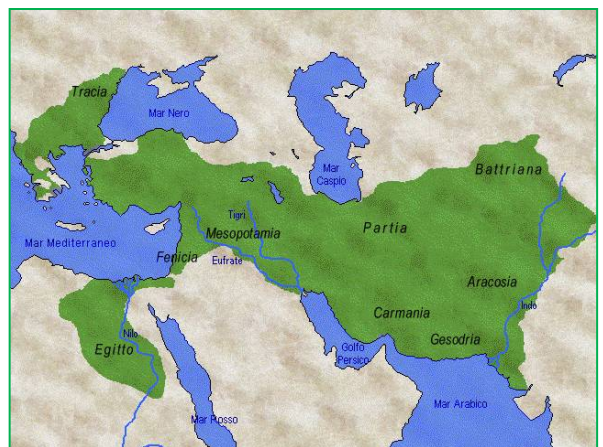 Tracia
Mar Nero
Mar
Caspio
Battriana
Tigri
Partia
Mesopotamia
Mar Mediterraneo
Fenicia
Eufrate
Aracosia
Indo
Carmania
Gesodria
Nilo
Egitto
Golfo
Persico
Mar Rosso
Mar Arabico